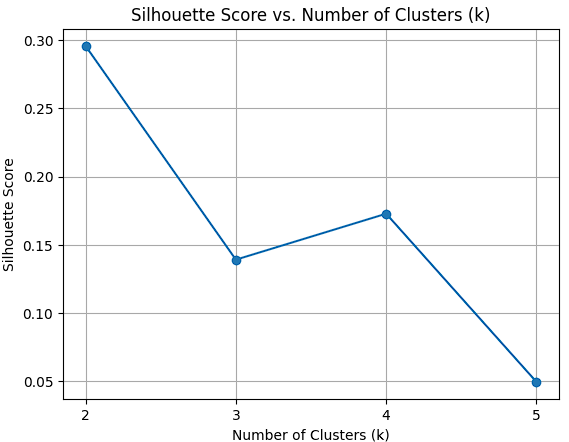 Silhouette Score vs. Number of Clusters (k)
0.30
0.25
0.20
0.15
0.10
0.05
Silhouette Score
2 3 4 5
Number of Clusters (k)